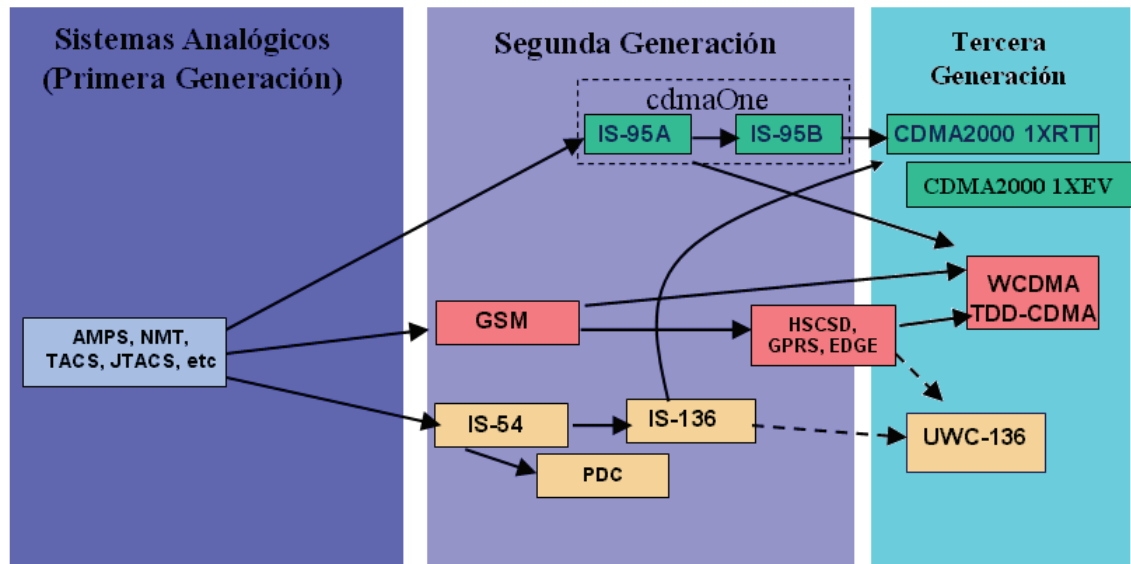 Sistemas Analógicos
(Primera Generación)
Segunda Generación
Tercera
Generación
cdmaOne
IS-95A
IS-95B
CDMA2000 1XRTT
CDMA2000 1XEV
WCDMA
TDD-CDMA
GSM
HSCSD,
GPRS, EDGE
AMPS, NMT,
TACS, JTACS, etc
IS-54
IS-136
UWC-136
PDC